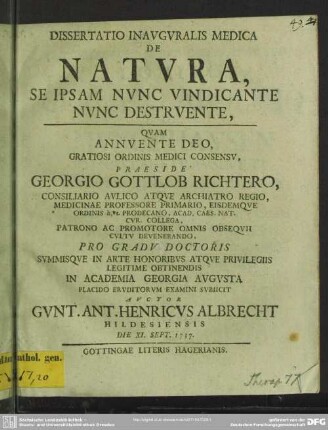 DISSERTATIO INAVGVRALIS MEDICA
DE
NATVRA,
SE IPSAM NVNC VINDICANTE
NVNC DESTRVENTE,
QVAM
ANNVENTE DEO,
GRATIOSI ORDINIS MEDICI CONSENSV,
PRAESIDE
GEORGIO GOTTLOB RICHTERO,
CONSILIARIO AVLICO ATQVE ARCHIATRO REGIO,
MEDICINAE PROFESSORE PRIMARIO, EIVSDEMQVE
ORDINIS PRODECANO, ACAD. CAES. NAT.
CVR. COLLEGA,
PATRONO AC PROMOTORE OMNIS OBSEQVII
CVLTV DEVENERANDO.
PRO GRADV DOCTORIS
SVMMISQVE IN ARTE HONORIBVS ATQVE PRIVILEGIIS
LEGITIME OBTINENDIS
IN ACADEMIA GEORGIA AVGVSTA
PLACIDO ERVDITORVM EXAMINI SVBIICIT
AVCTOR
GVNT. ANT. HENRICVS ALBRECHT
HILDESIENSIS
DIE XI. SEPT.
GOTTINGAE LITERIS HAGERIANIS.
thol. gen.